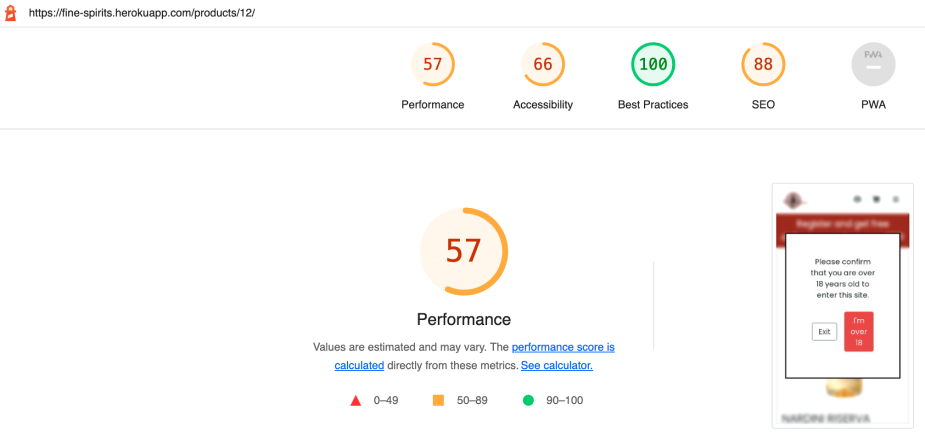 https://fine-spirits.herokuapp.com/products/12/
57
66
100
88
PWA
Performance
Accessibility
Best Practices
SEO
PWA
57
Performance
Values are estimated and may vary. The performance score is
calculated directly from these metrics. See calculator.
0–49
50–89
90–100
Register and get free
Please confirm
that you are over
18 years old to
enter this site.
Exit
I'm
over
18
NARDINI RISERVA